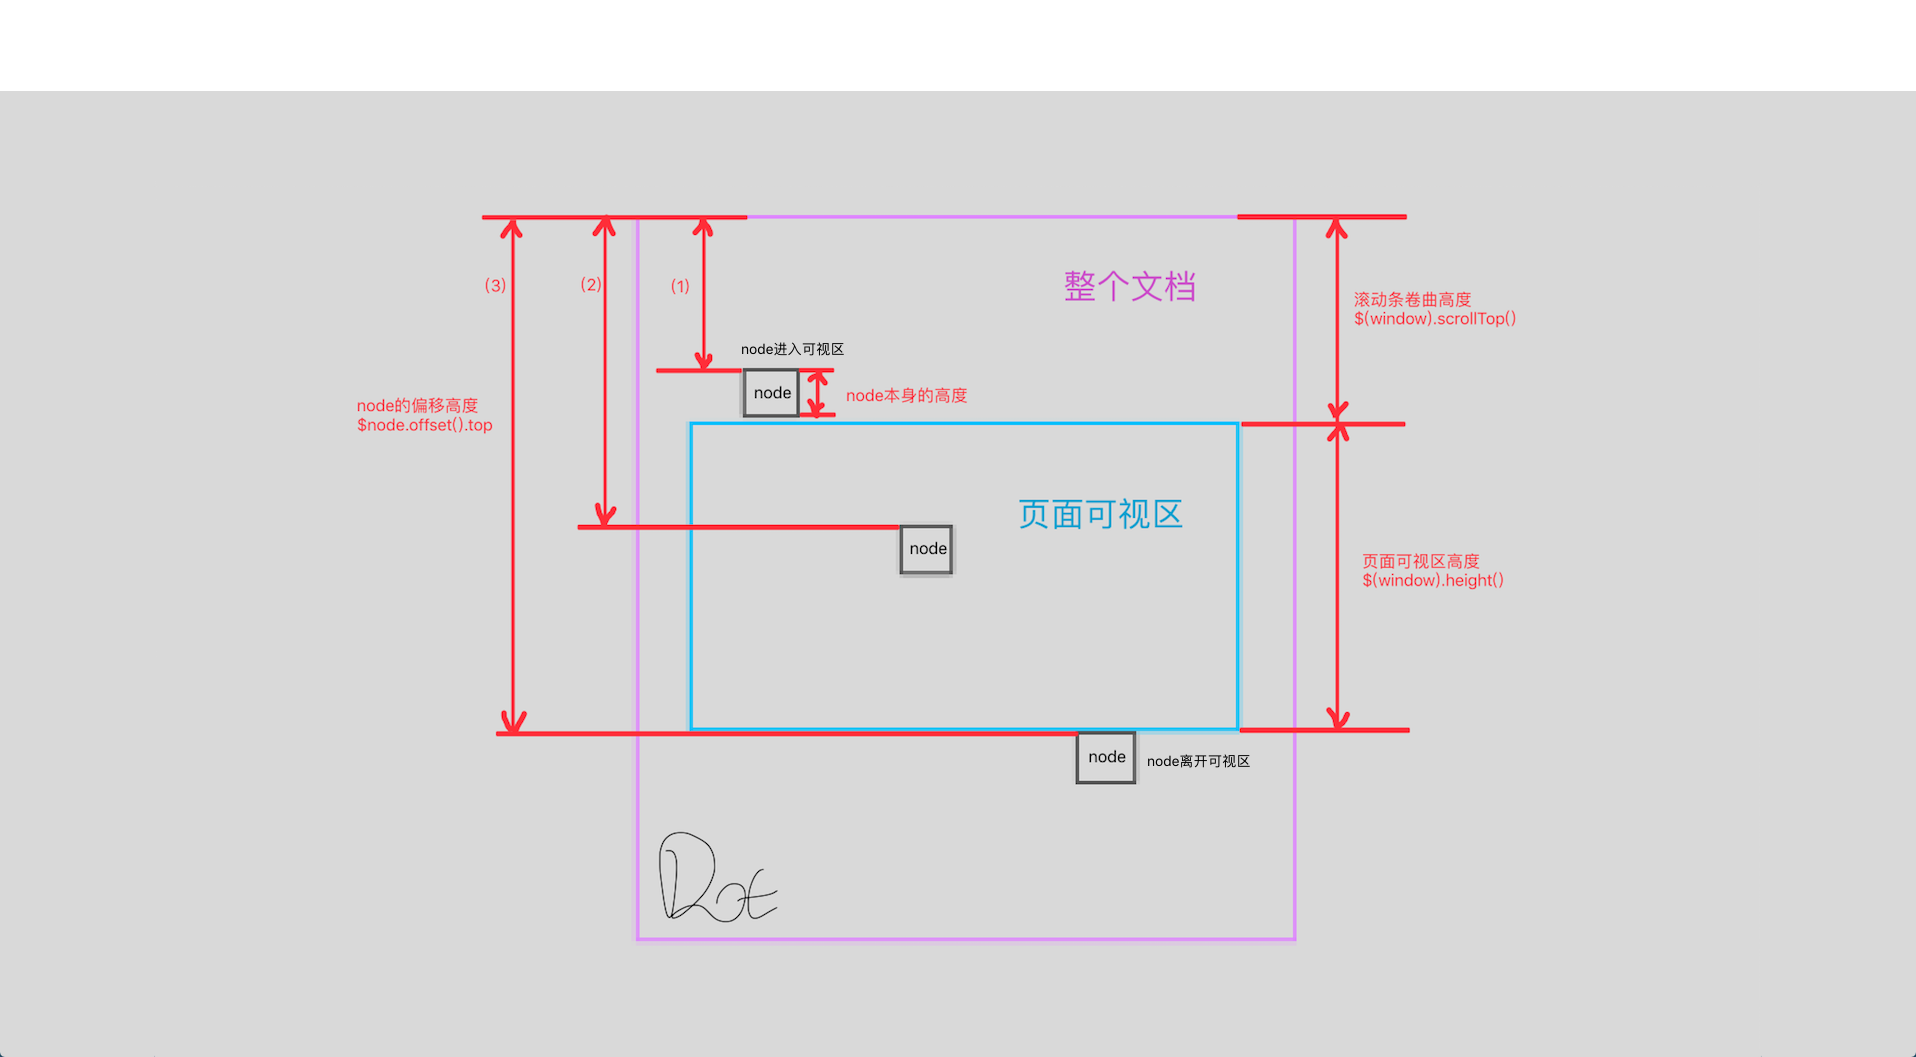 整个文档
(3)
(2)
(1)
滚动条卷曲高度
$(window).scrollTop()
node进入可视区
node
node本身的高度
node的偏移高度
$node.offset().top
页面可视区
node
页面可视区高度
$(window).height()
node
node离开可视区
Dot